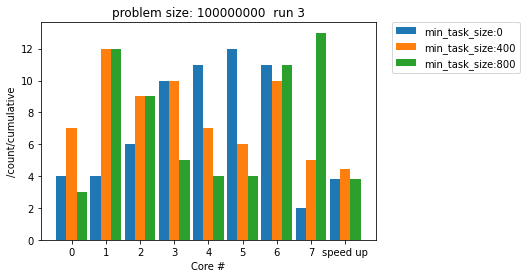 problem size: 100000000  run 3
min_task_size:0
min_task_size:400
min_task_size:800
/count/cumulative
12
10
8
6
4
2
0
0 1 2 3 4 5 6 7 speed up
Core #